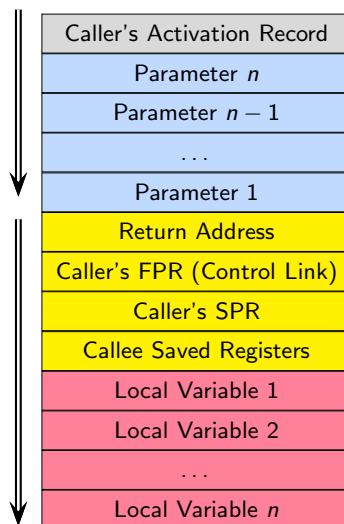 Caller's Activation Record
Parameter n
Parameter n − 1
. . .
Parameter 1
Return Address
Caller's FPR (Control Link)
Caller's SPR
Callee Saved Registers
Local Variable 1
Local Variable 2
. . .
Local Variable n